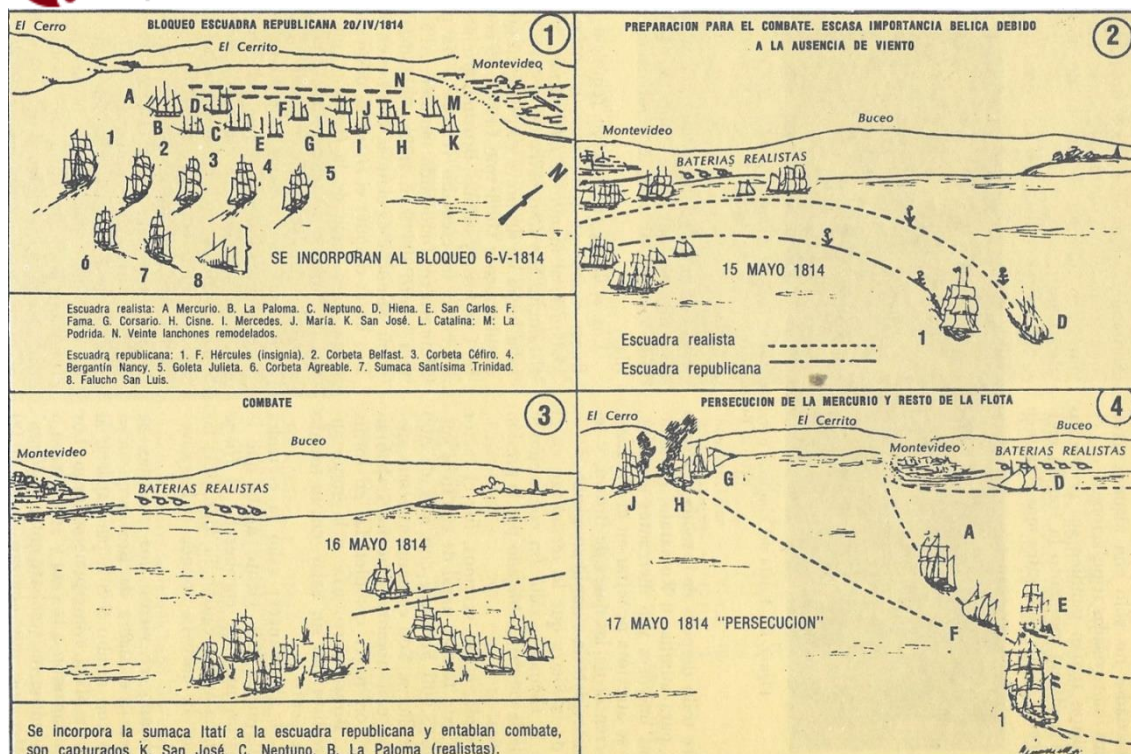 BLOQUEO ESCUADRA REPUBLICANA 20/IV/1814
1
El Cerro
El Cerrito
Montevideo
N
A
D
F
J
L
M
B
C
E
G
I
H
K
1
2
3
4
5
N
6
7
8
SE INCORPORAN AL BLOQUEO 6-V-1814
Escuadra realista: A Mercurio. B. La Paloma. C. Neptuno. D. Hiena. E. San Carlos. F.
Fama. G. Corsario. H. Cisne. I. Mercedes. J. María. K. San José. L. Catalina: M: La
Podrida. N. Veinte lanchones remodelados.
Escuadra republicana: 1. F. Hércules (insignia). 2. Corbeta Belfast. 3. Corbeta Céfiro. 4.
Bergantín Nancy. 5. Goleta Julieta. 6. Corbeta Agreable. 7. Sumaca Santísima Trinidad.
8. Falucho San Luis.
PREPARACION PARA EL COMBATE. ESCASA IMPORTANCIA BELICA DEBIDO
A LA AUSENCIA DE VIENTO
2
Montevideo
Buceo
BATERIAS REALISTAS
15 MAYO 1814
1
D
Escuadra realista
Escuadra republicana
COMBATE
3
Montevideo
Buceo
BATERIAS REALISTAS
16 MAYO 1814
Se incorpora la sumaca Itatí a la escuadra republicana y entablan combate,
son capturados K. San José, C. Neptuno, B. La Paloma (realistas).
PERSECUCION DE LA MERCURIO Y RESTO DE LA FLOTA
4
El Cerro
El Cerrito
Buceo
Montevideo
BATERIAS REALISTAS
D
G
J
H
A
E
F
17 MAYO 1814 "PERSECUCION"
1